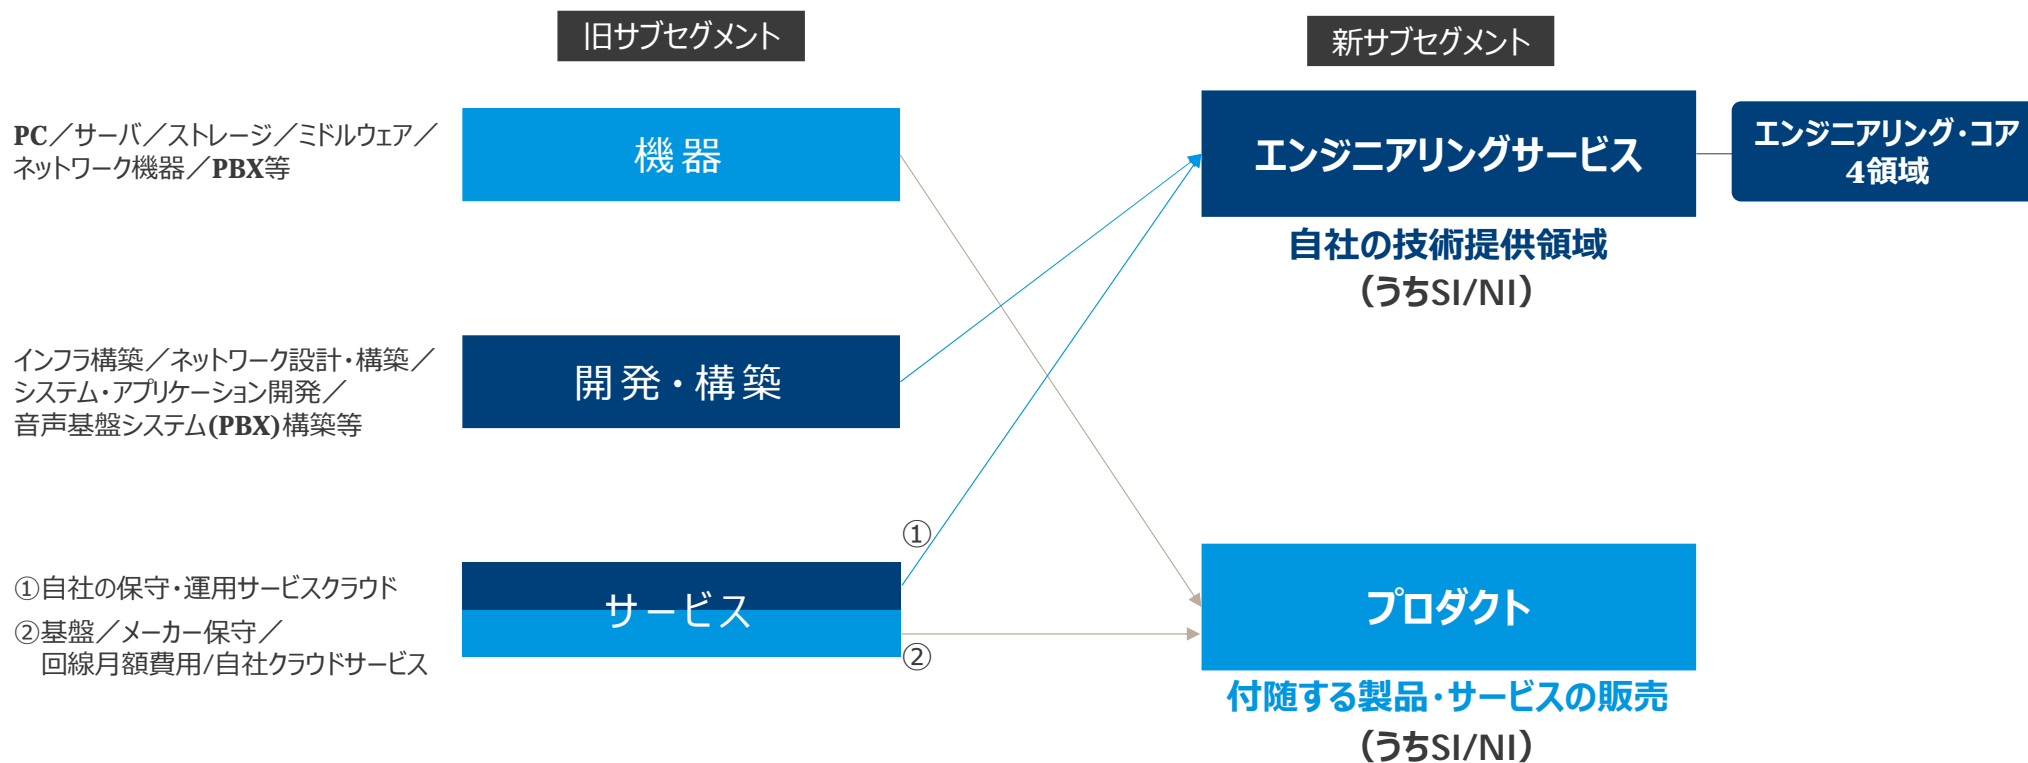 旧サブセグメント
新サブセグメント
PC／サーバ／ストレージ／ミドルウェア／
ネットワーク機器／PBX等
機器
エンジニアリングサービス
エンジニアリング・コア
4領域
自社の技術提供領域
（うちSI/NI）
インフラ構築／ネットワーク設計・構築／
システム・アプリケーション開発／
音声基盤システム(PBX)構築等
開発・構築
①自社の保守・運用サービスクラウド
②基盤／メーカー保守／
回線月額費用/自社クラウドサービス
サービス
①
②
プロダクト
付随する製品・サービスの販売
（うちSI/NI）